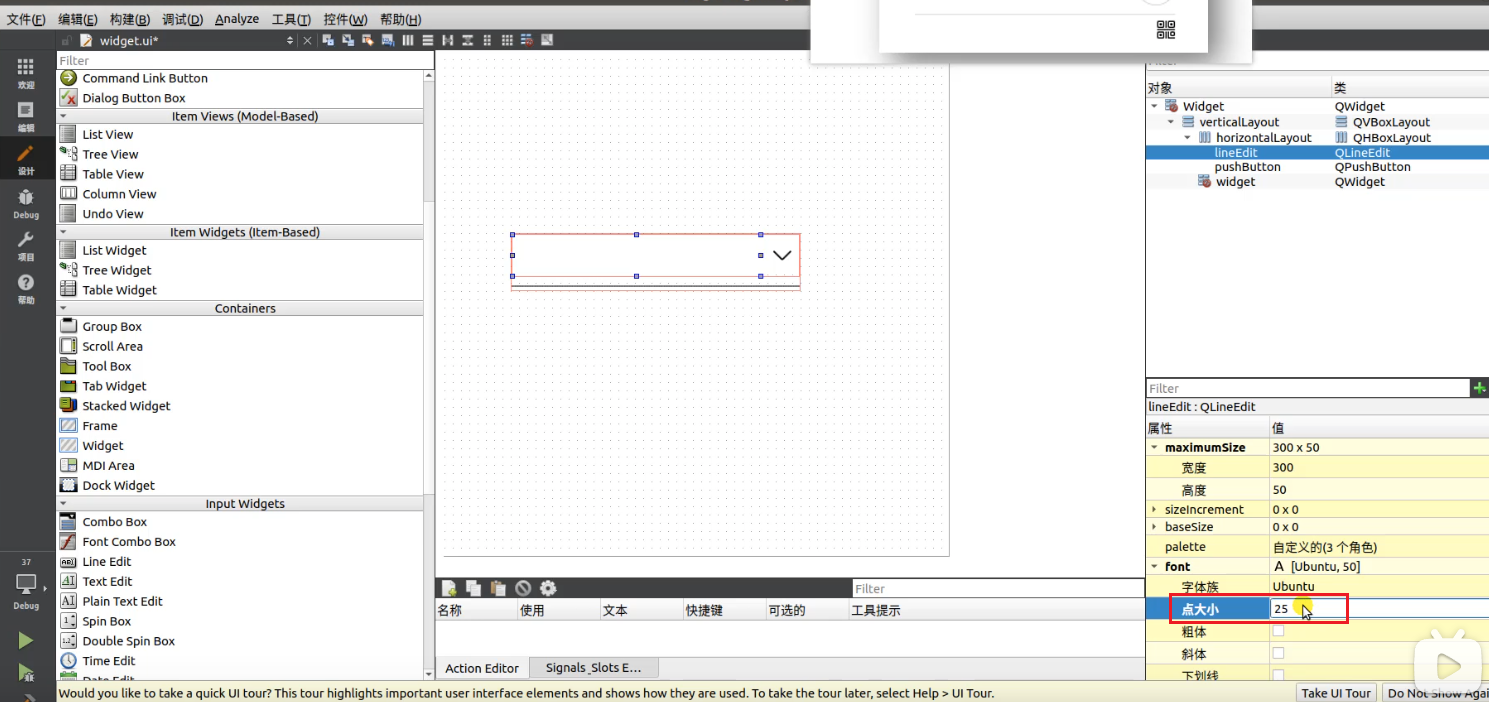 文件(F) 编辑(E) 构建(B) 调试(D) Analyze 工具(T) 控件(W) 帮助(H)
widget.ui*
欢迎
编辑
设计
Debug
项目
帮助
37
Debug
Filter
Command Link Button
Dialog Button Box
Item Views (Model-Based)
List View
Tree View
Table View
Column View
Undo View
Item Widgets (Item-Based)
List Widget
Tree Widget
Table Widget
Containers
Group Box
Scroll Area
Tool Box
Tab Widget
Stacked Widget
Frame
Widget
MDI Area
Dock Widget
Input Widgets
Combo Box
Font Combo Box
Line Edit
Text Edit
Plain Text Edit
Spin Box
Double Spin Box
Time Edit
Date Edit
Filter
名称 使用 文本 快捷键 可选的 工具提示
Action Editor Signals_Slots E...
对象 类
Widget QWidget
verticalLayout QVBoxLayout
horizontalLayout QHBoxLayout
lineEdit QLineEdit
pushButton QPushButton
widget QWidget
Filter
lineEdit : QLineEdit
属性 值
maximumSize 300 x 50
宽度 300
高度 50
sizeIncrement 0 x 0
baseSize 0 x 0
palette 自定义的(3 个角色)
font A [Ubuntu, 50]
字体族 Ubuntu
点大小 25
粗体
斜体
下划线
Would you like to take a quick UI tour? This tour highlights important user interface elements and shows how they are used. To take the tour later, select Help > UI Tour.
Take UI Tour Do Not Show Agai